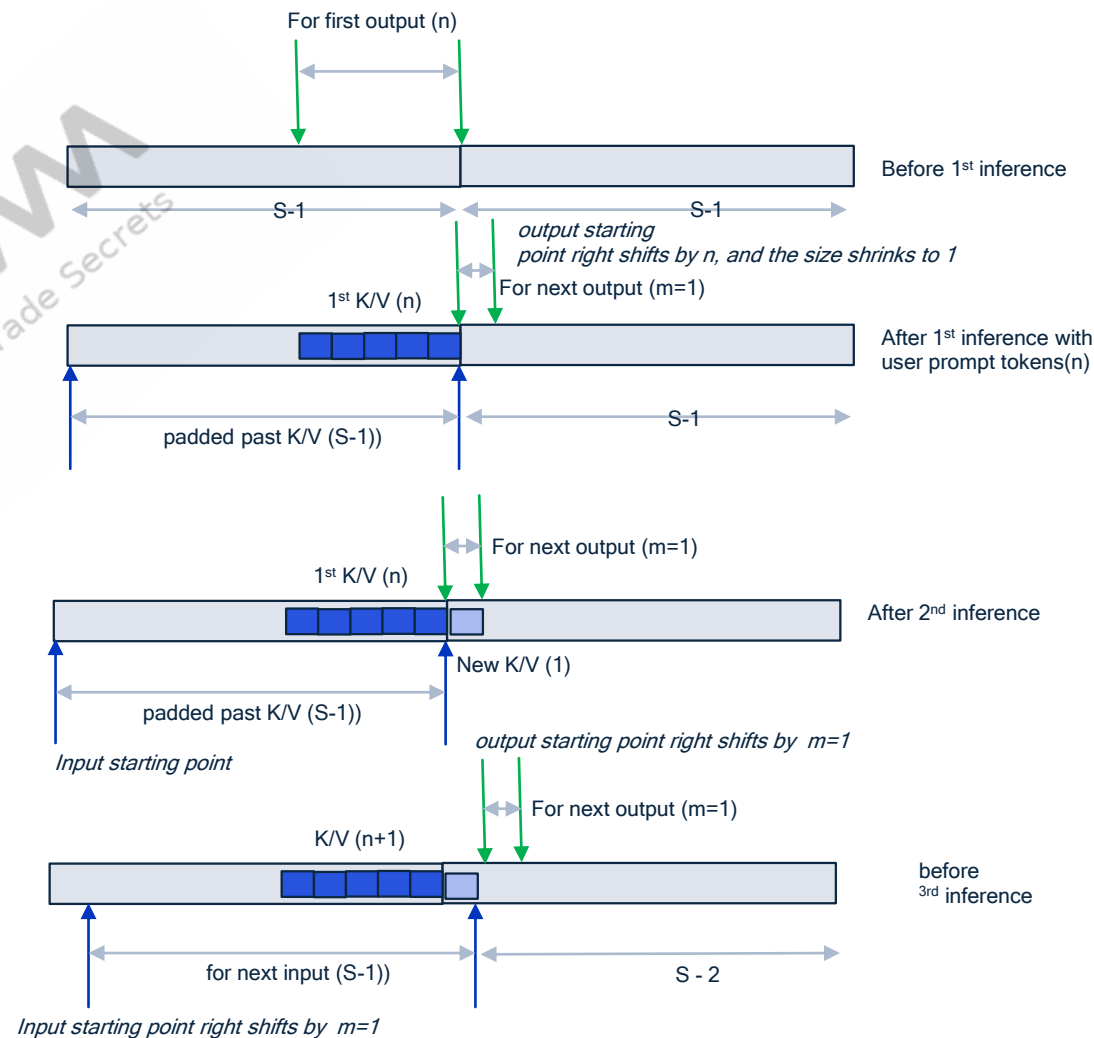 For first output (n)
Before 1st inference
S-1
S-1
output starting
point right shifts by n, and the size shrinks to 1
For next output (m=1)
1st K/V (n)
After 1st inference with
user prompt tokens(n)
S-1
padded past K/V (S-1))
For next output (m=1)
1st K/V (n)
After 2nd inference
New K/V (1)
padded past K/V (S-1))
Input starting point
output starting point right shifts by m=1
For next output (m=1)
K/V (n+1)
before
3rd inference
for next input (S-1))
S - 2
Input starting point right shifts by m=1
Secrets